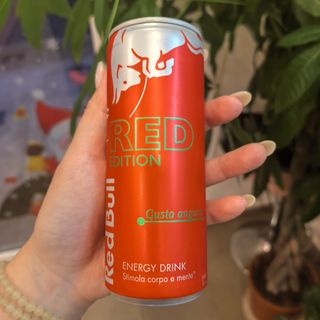 RED
EDITION
Red Bull
Gusto
ENERGY DRINK
Stimola corpo e mente*